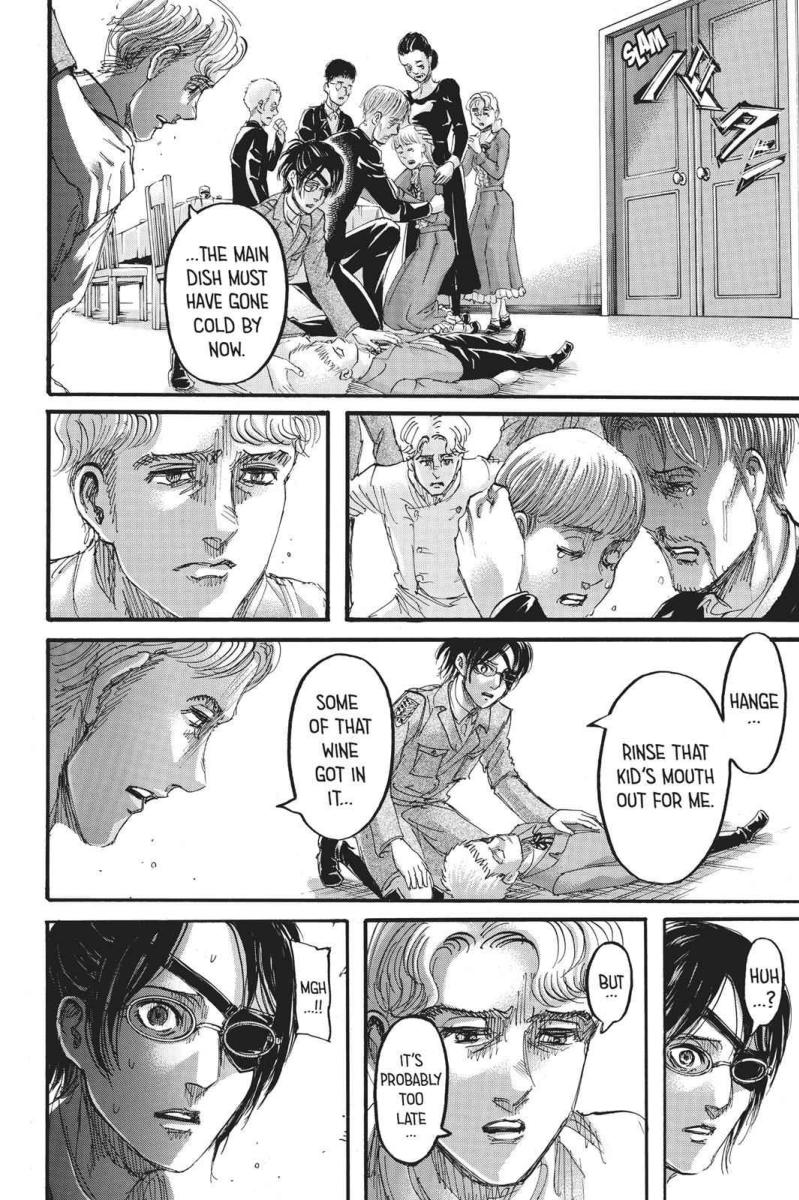 SLAM
バタン
...THE MAIN
DISH MUST
HAVE GONE
COLD BY
NOW.
HANGE
...
RINSE THAT
KID'S MOUTH
OUT FOR ME.
SOME
OF THAT
WINE
GOT IN
IT...
HUH
...?
BUT
...
IT'S
PROBABLY
TOO
LATE
...
MGH
...!!